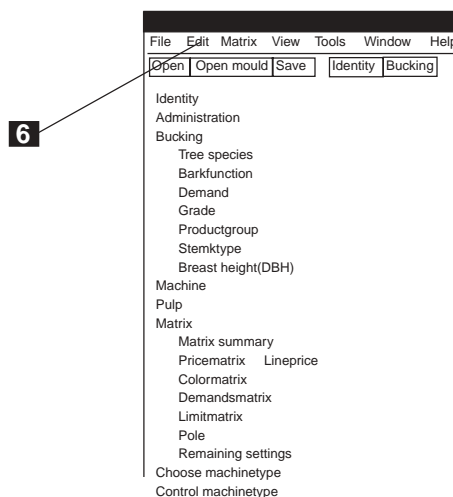 File Edit Matrix View Tools Window Help
Open Open mould Save Identity Bucking
Identity
Administration
6
Bucking
Tree species
Barkfunction
Demand
Grade
Productgroup
Stemktype
Breast height(DBH)
Machine
Pulp
Matrix
Matrix summary
Pricematrix Lineprice
Colormatrix
Demandsmatrix
Limitmatrix
Pole
Remaining settings
Choose machinetype
Control machinetype